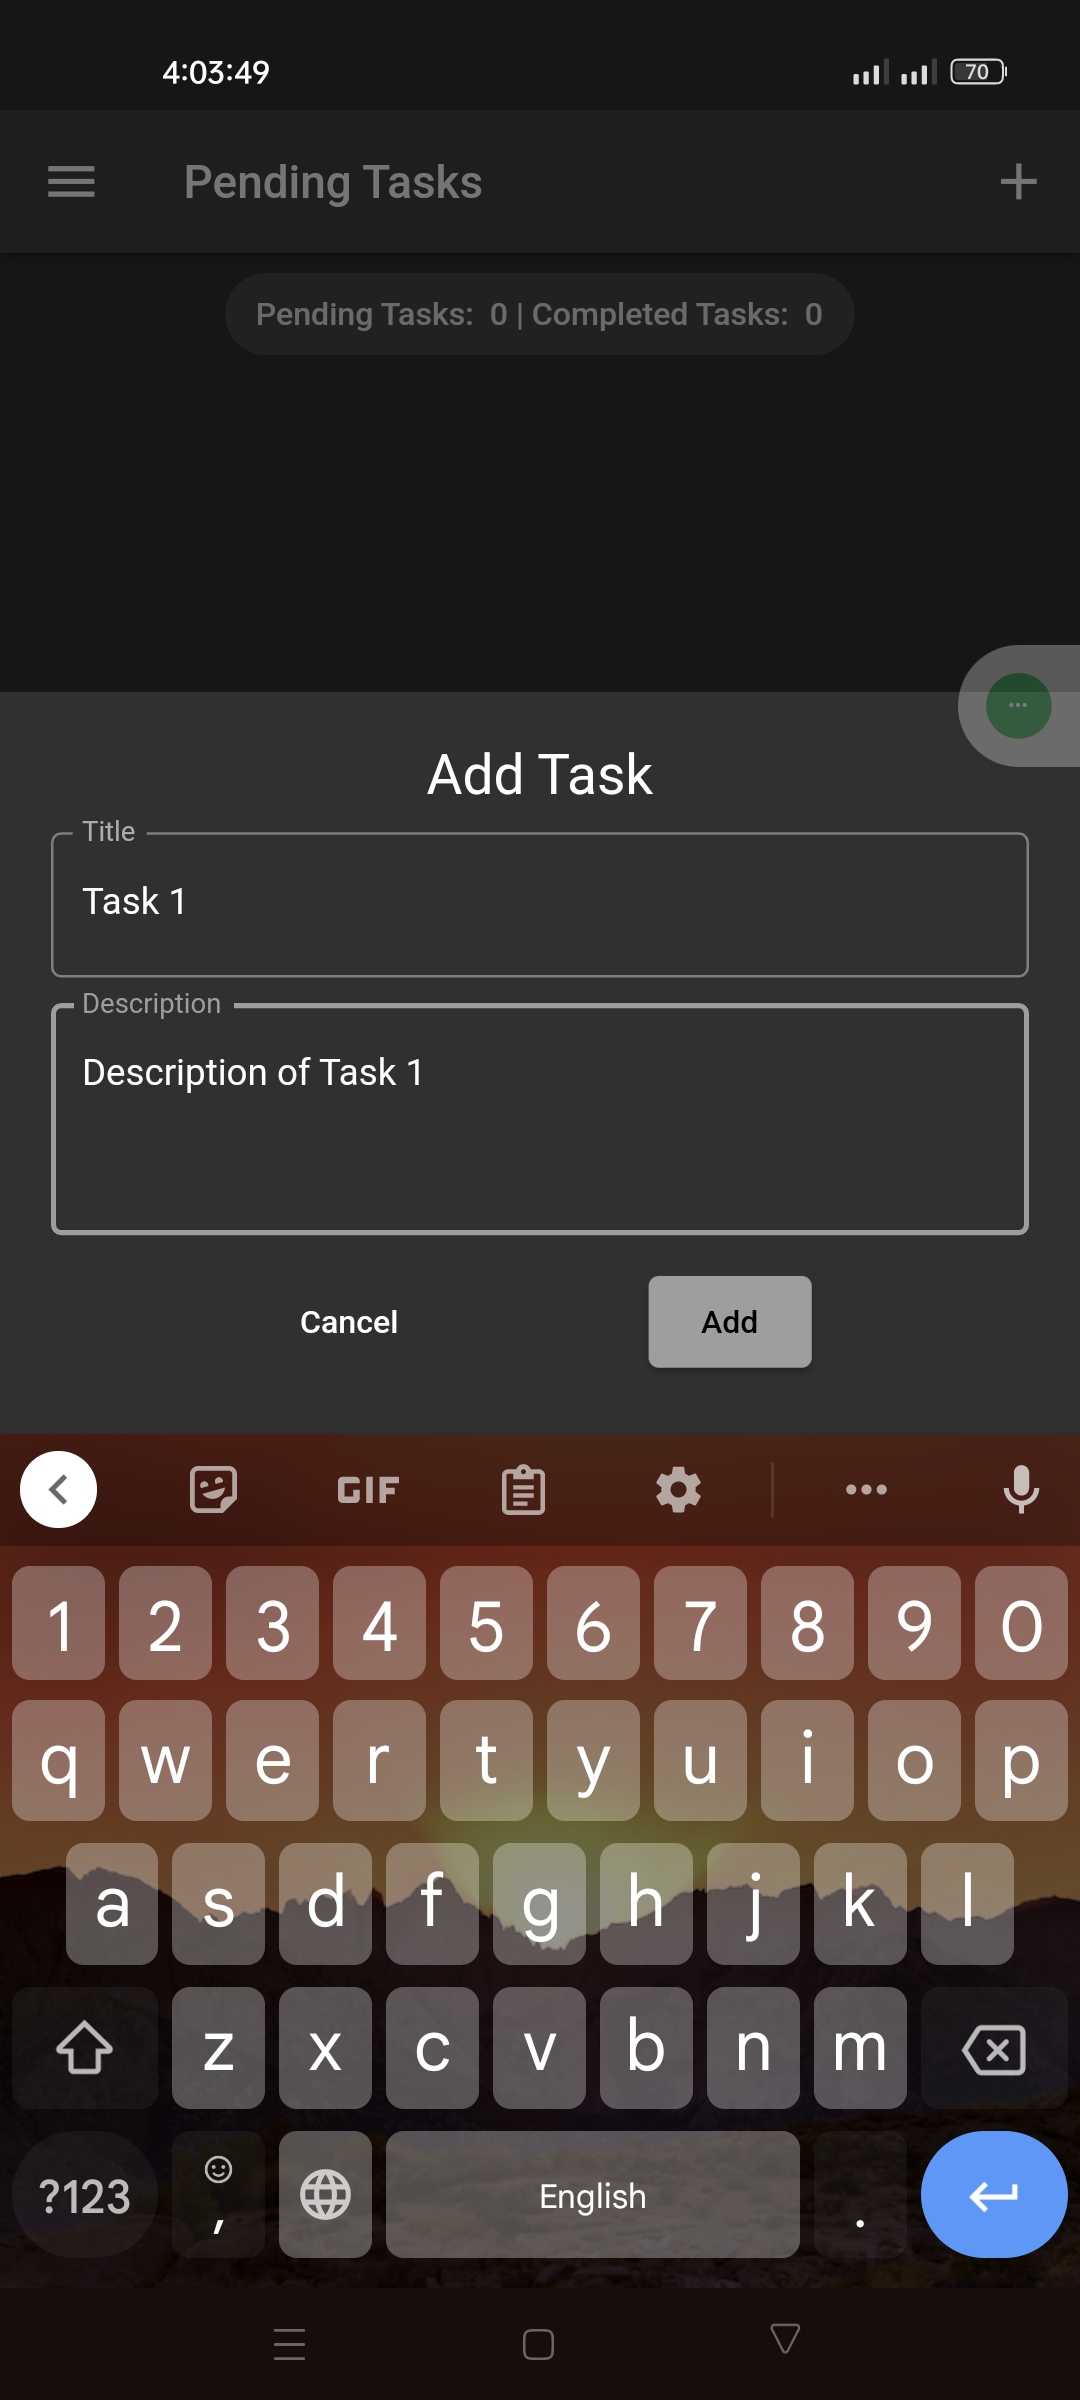 4:03:49
70
Pending Tasks
Pending Tasks: 0 | Completed Tasks: 0
Add Task
Title
Task 1
Description
Description of Task 1
Cancel
Add
GIF
1 2 3 4 5 6 7 8 9 0
q w e r t y u i o p
a s d f g h j k l
z x c v b n m
?123 , English .